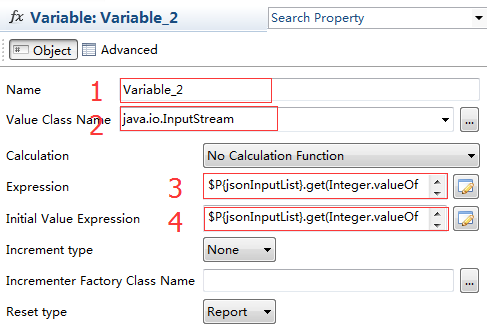 fx Variable: Variable_2 Search Property
Object Advanced
Name 1 Variable_2
Value Class Name 2 java.io.InputStream ...
Calculation No Calculation Function
Expression 3 $P{jsonInputList}.get(Integer.valueOf
Initial Value Expression 4 $P{jsonInputList}.get(Integer.valueOf
Increment type None
Incrementer Factory Class Name ...
Reset type Report